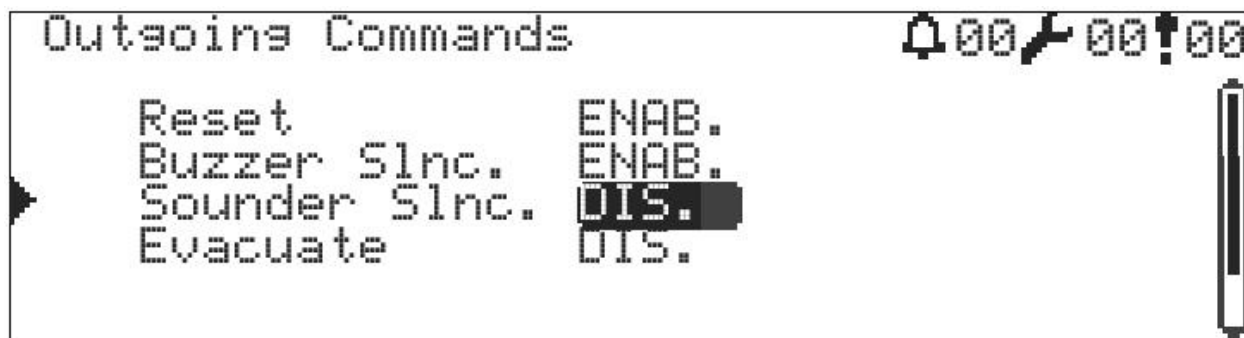 Outgoing Commands 00 00 00
Reset ENAB.
Buzzer Slnc. ENAB.
Sounder Slnc. DIS.
Evacuate DIS.